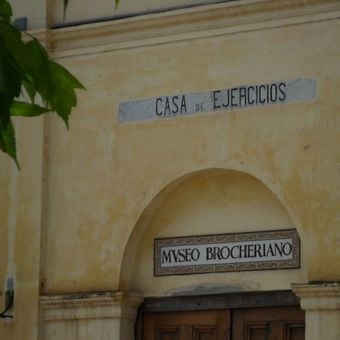 CASA DE EJERCICIOS
MVSEO BROCHERIANO